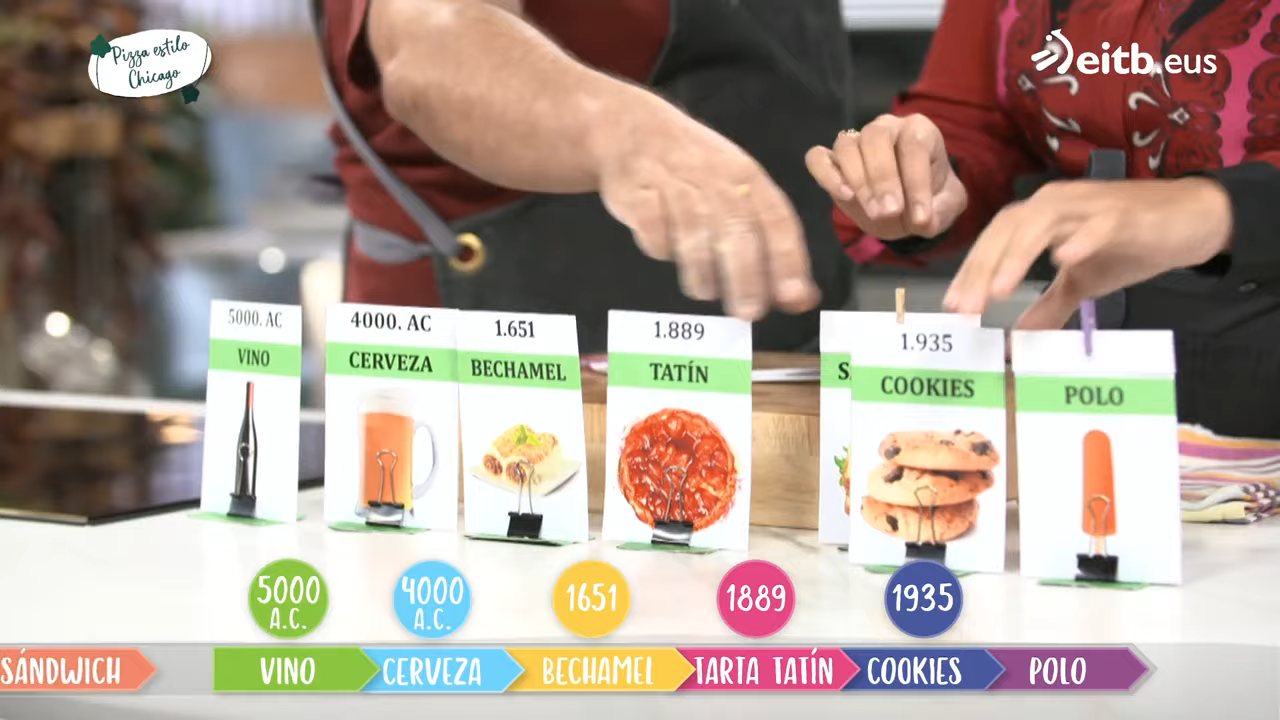 Pizza estilo
Chicago
eitb.eus
5000. AC
VINO
4000. AC
CERVEZA
1.651
BECHAMEL
1.889
TATÍN
S
1.935
COOKIES
POLO
5000
A.C.
4000
A.C.
1651
1889
1935
SÁNDWICH
VINO
CERVEZA
BECHAMEL
TARTA TATÍN
COOKIES
POLO